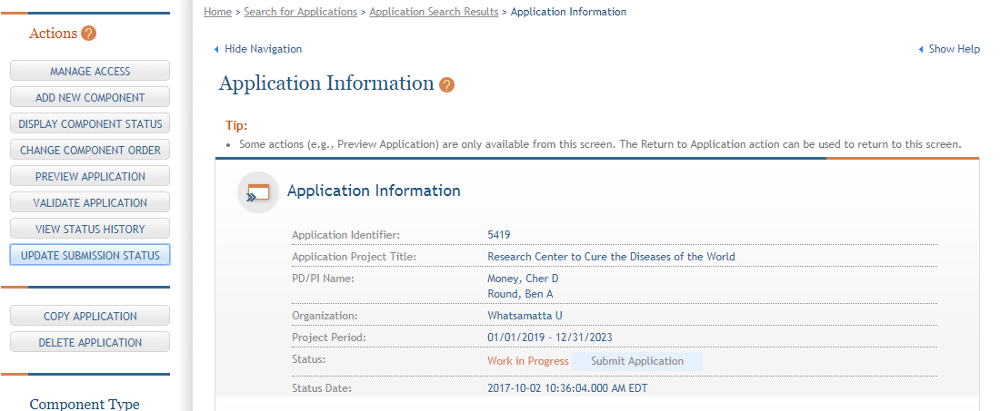 Home > Search for Applications > Application Search Results > Application Information
Actions ?
MANAGE ACCESS
ADD NEW COMPONENT
DISPLAY COMPONENT STATUS
CHANGE COMPONENT ORDER
PREVIEW APPLICATION
VALIDATE APPLICATION
VIEW STATUS HISTORY
UPDATE SUBMISSION STATUS
COPY APPLICATION
DELETE APPLICATION
Component Type
Hide Navigation
Show Help
Application Information ?
Tip:
• Some actions (e.g., Preview Application) are only available from this screen. The Return to Application action can be used to return to this screen.
Application Information
Application Identifier: 5419
Application Project Title: Research Center to Cure the Diseases of the World
PD/PI Name: Money, Cher D
Round, Ben A
Organization: Whatsamatta U
Project Period: 01/01/2019 - 12/31/2023
Status: Work in Progress Submit Application
Status Date: 2017-10-02 10:36:04.000 AM EDT